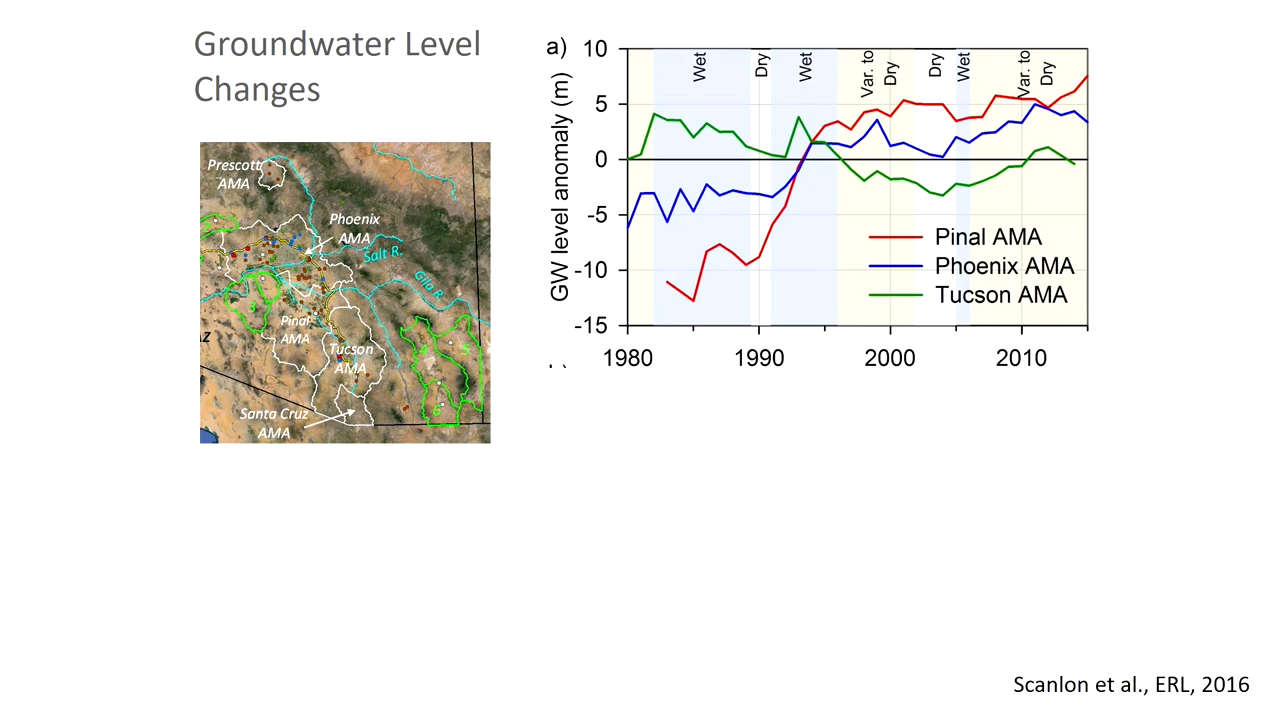 Groundwater Level
Changes
Prescott
AMA
Phoenix
AMA
Salt R.
Gila R.
Pinal
AMA
Tucson
AMA
Santa Cruz
AMA
a)
GW level anomaly (m)
10
5
0
-5
-10
-15
Wet
Dry
Wet
Var. to
Dry
Dry
Wet
Var. to
Dry
Pinal AMA
Phoenix AMA
Tucson AMA
1980
1990
2000
2010
Scanlon et al., ERL, 2016